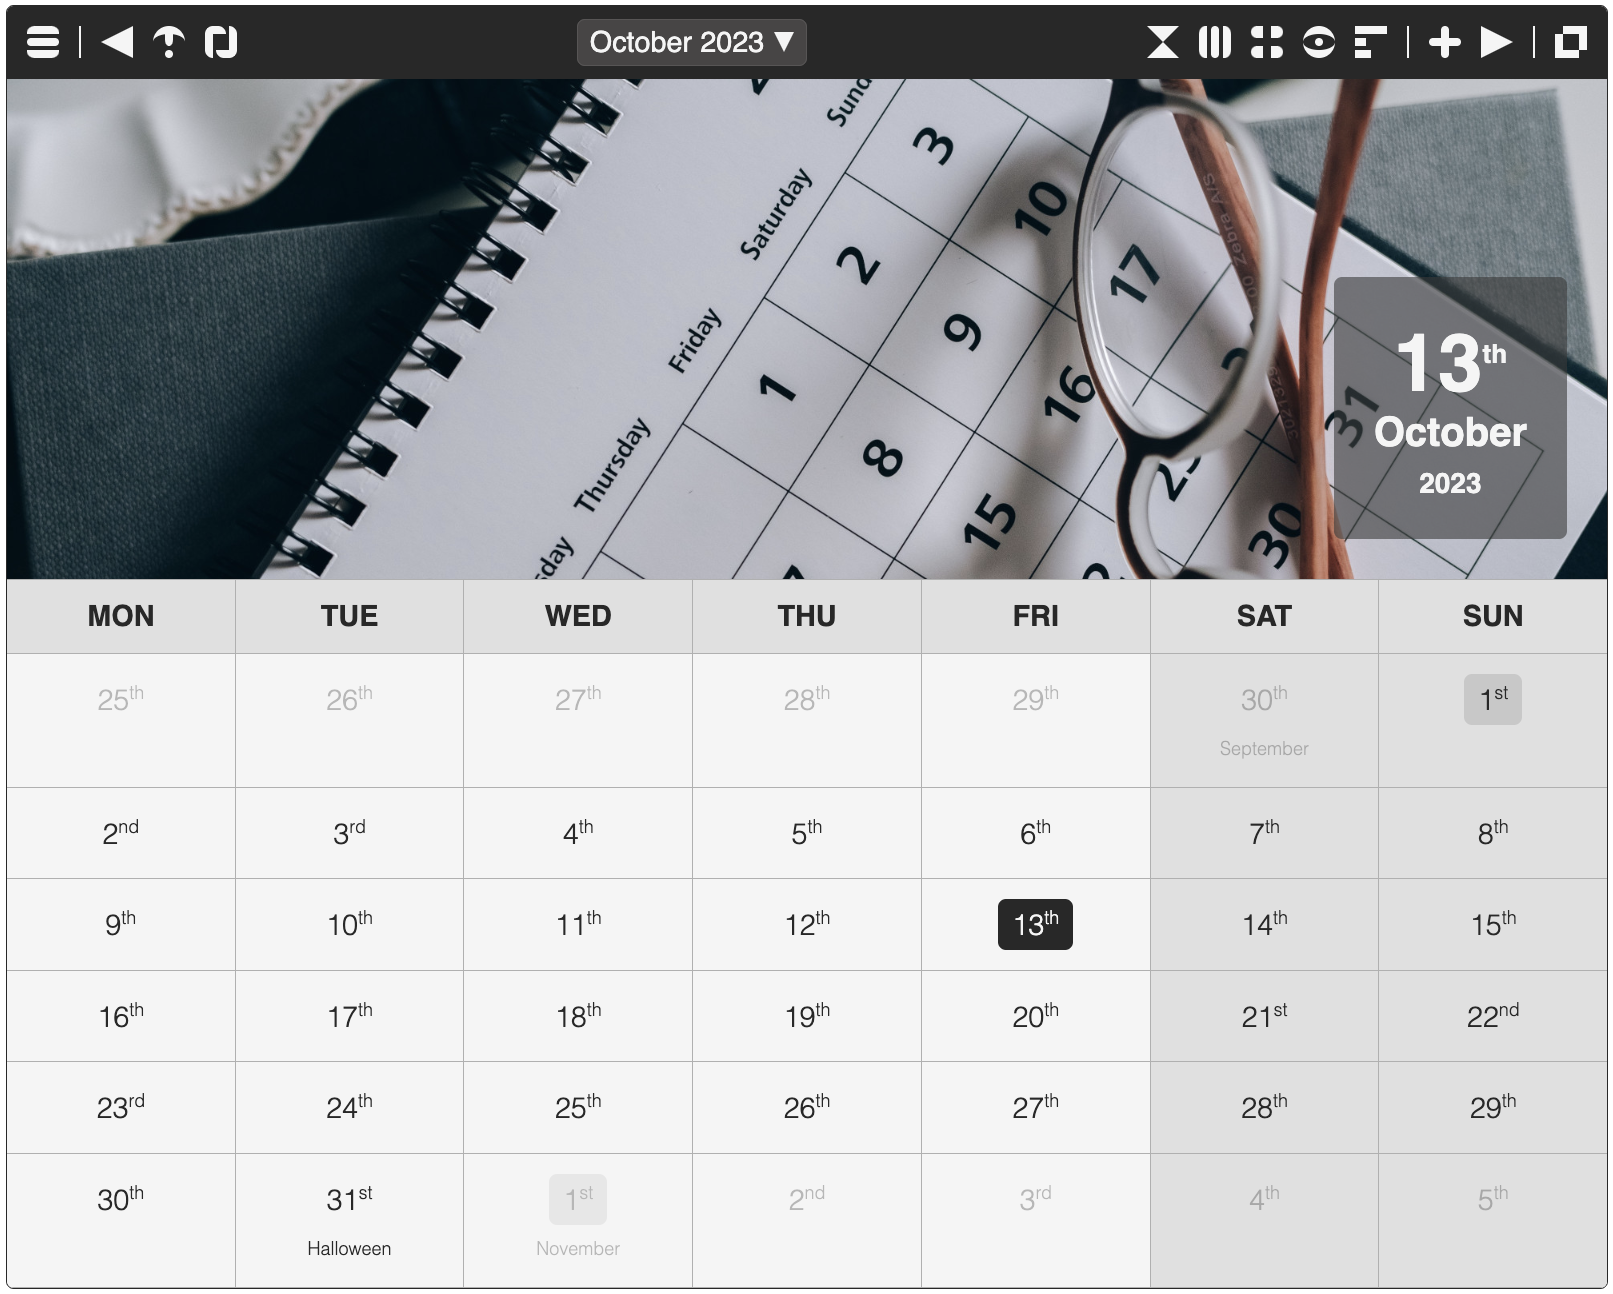 October 2023 ▼
Sund
Saturday
Friday
Thursday
sday
3
10
17
2
9
16
1
8
15
30
31
13th
October
2023
MON TUE WED THU FRI SAT SUN
25th 26th 27th 28th 29th 30th 1st
September
2nd 3rd 4th 5th 6th 7th 8th
9th 10th 11th 12th 13th 14th 15th
16th 17th 18th 19th 20th 21st 22nd
23rd 24th 25th 26th 27th 28th 29th
30th 31st 1st 2nd 3rd 4th 5th
Halloween November